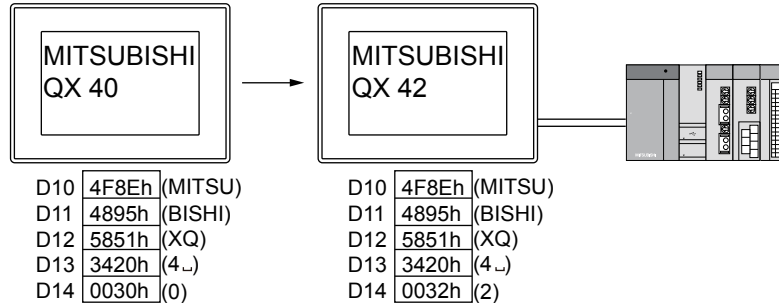 MITSUBISHI
QX 40
MITSUBISHI
QX 42
D10 4F8Eh (MITSU)
D11 4895h (BISHI)
D12 5851h (XQ)
D13 3420h (4␣)
D14 0030h (0)
D10 4F8Eh (MITSU)
D11 4895h (BISHI)
D12 5851h (XQ)
D13 3420h (4␣)
D14 0032h (2)